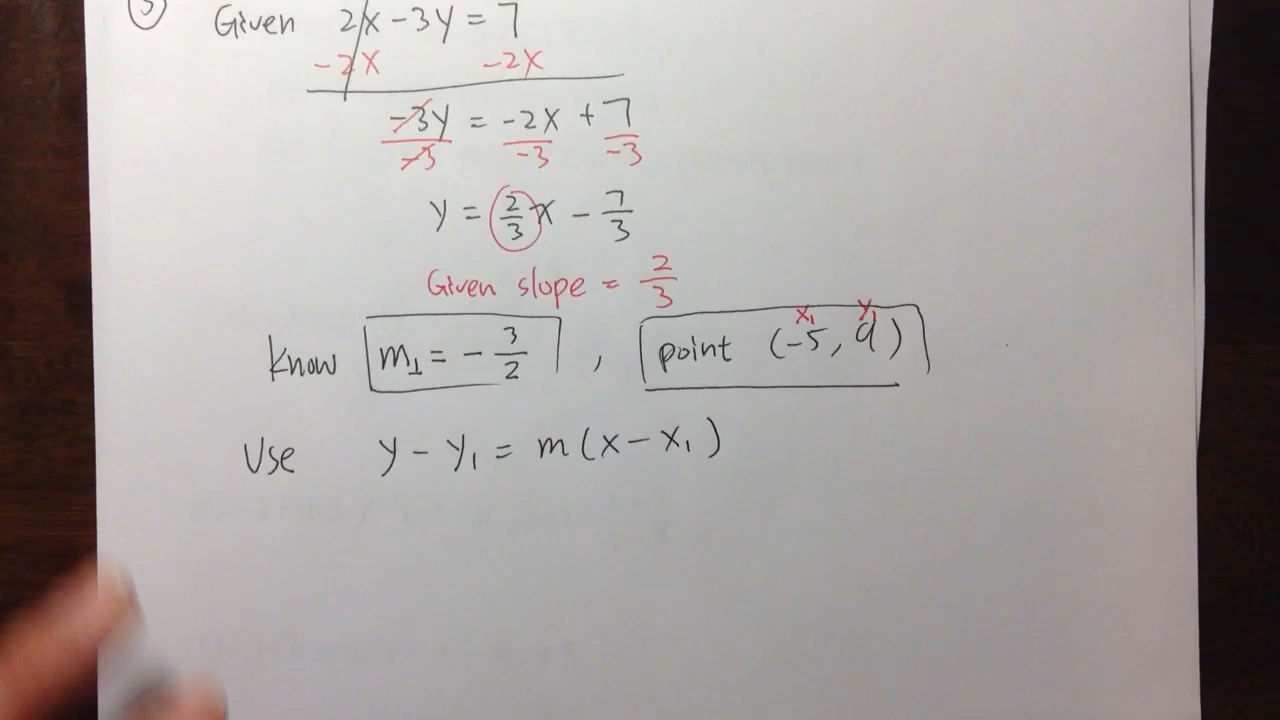 ③ Given 2x - 3y = 7
-2x -2x
-3y = -2x + 7
-3 -3 -3
y = 2/3 x - 7/3
Given slope = 2/3
Know m⊥ = - 3/2 , point (-5, 9)
x₁ y₁
Use y - y₁ = m(x - x₁)